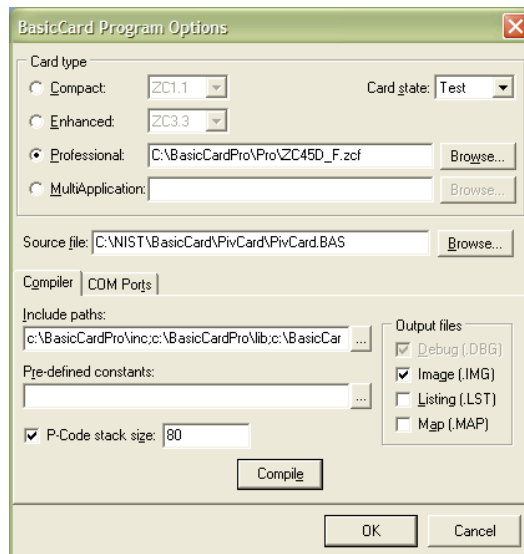 BasicCard Program Options
Card type
Compact: ZC1.1 Card state: Test
Enhanced: ZC3.3
Professional: C:\BasicCardPro\Pro\ZC45D_F.zcf Browse...
MultiApplication: Browse...
Source file: C:\NIST\BasicCard\PivCard\PivCard.BAS Browse...
Compiler COM Ports
Include paths:
c:\BasicCardPro\inc;c:\BasicCardPro\lib;c:\BasicCar ...
Pre-defined constants:
...
P-Code stack size: 80
Output files
Debug (.DBG)
Image (.IMG)
Listing (.LST)
Map (.MAP)
Compile
OK Cancel